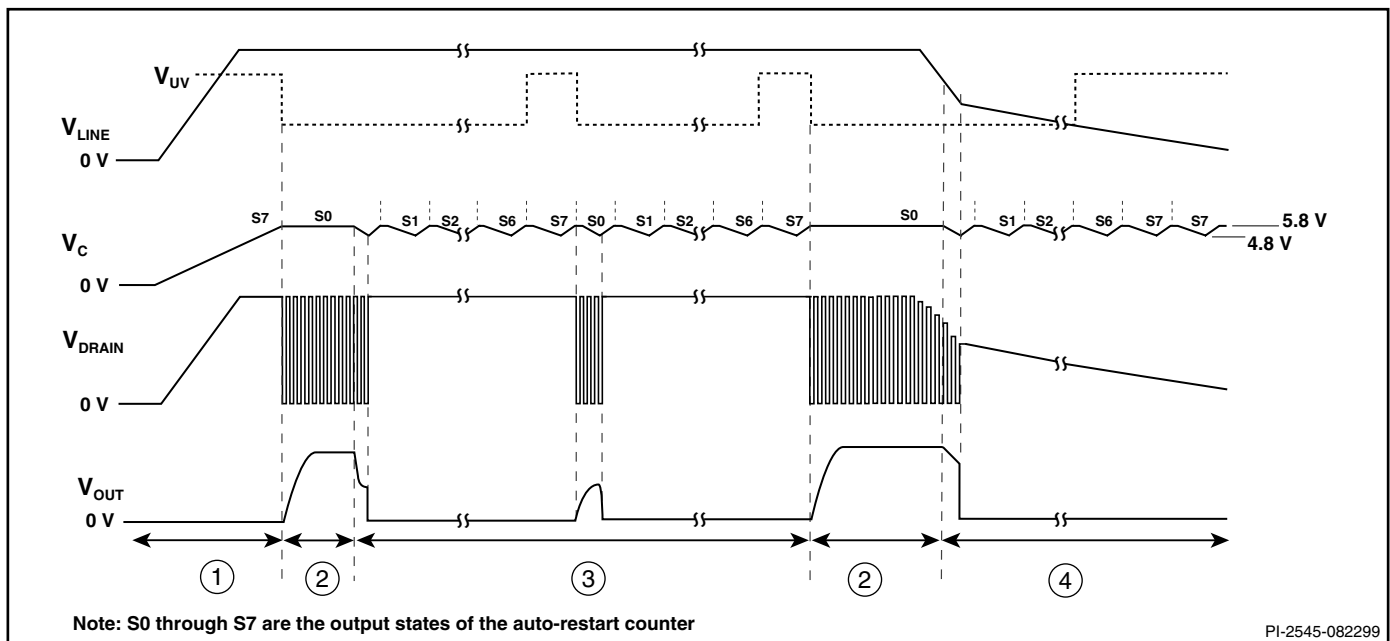 V_UV
V_LINE
0 V
S7 S0 S1 S2 S6 S7 S0 S1 S2 S6 S7 S0 S1 S2 S6 S7 S7
5.8 V
4.8 V
V_C
0 V
V_DRAIN
0 V
V_OUT
0 V
1 2 3 2 4
Note: S0 through S7 are the output states of the auto-restart counter
PI-2545-082299